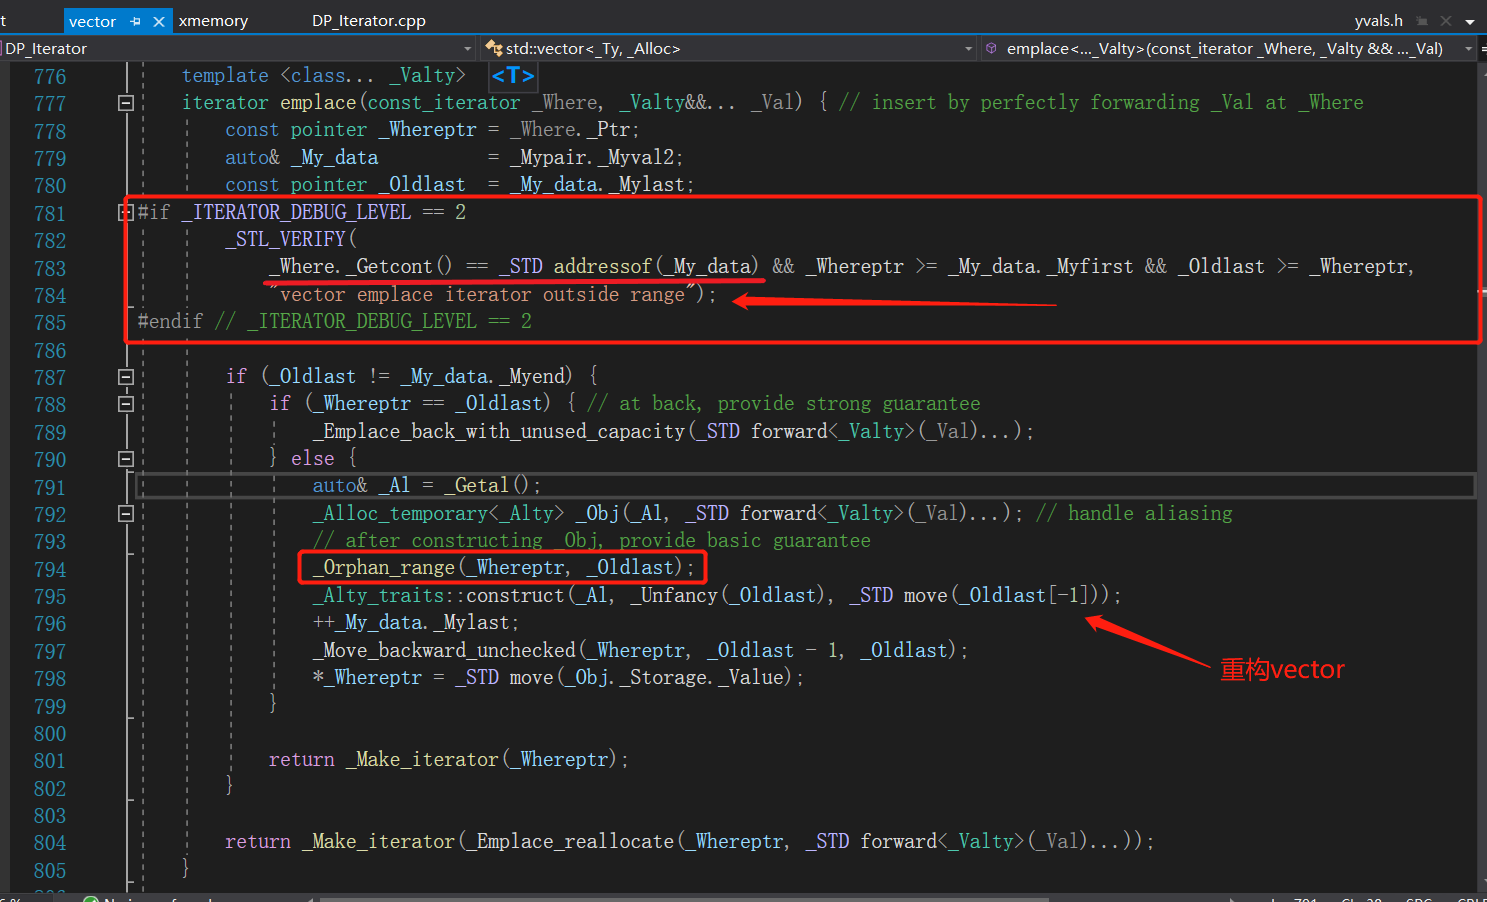 t vector xmemory DP_Iterator.cpp yvals.h
DP_Iterator std::vector<_Ty, _Alloc> emplace<... _Valty>(const_iterator _Where, _Valty && ..._Val)
776 template <class... _Valty> <T>
777 iterator emplace(const_iterator _Where, _Valty&&... _Val) { // insert by perfectly forwarding _Val at _Where
778 const pointer _Whereptr = _Where._Ptr;
779 auto& _My_data = _Mypair._Myval2;
780 const pointer _Oldlast = _My_data._Mylast;
781 #if _ITERATOR_DEBUG_LEVEL == 2
782 _STL_VERIFY(
783 _Where._Getcont() == _STD addressof(_My_data) && _Whereptr >= _My_data._Myfirst && _Oldlast >= _Whereptr,
784 "vector emplace iterator outside range");
785 #endif // _ITERATOR_DEBUG_LEVEL == 2
786
787 if (_Oldlast != _My_data._Myend) {
788 if (_Whereptr == _Oldlast) { // at back, provide strong guarantee
789 _Emplace_back_with_unused_capacity(_STD forward<_Valty>(_Val)...);
790 } else {
791 auto& _Al = _Getal();
792 _Alloc_temporary<_Alty> _Obj(_Al, _STD forward<_Valty>(_Val)...); // handle aliasing
793 // after constructing _Obj, provide basic guarantee
794 _Orphan_range(_Whereptr, _Oldlast);
795 _Alty_traits::construct(_Al, _Unfancy(_Oldlast), _STD move(_Oldlast[-1]));
796 ++_My_data._Mylast;
797 _Move_backward_unchecked(_Whereptr, _Oldlast - 1, _Oldlast);
重构vector
798 *_Whereptr = _STD move(_Obj._Storage._Value);
799 }
800
801 return _Make_iterator(_Whereptr);
802 }
803
804 return _Make_iterator(_Emplace_reallocate(_Whereptr, _STD forward<_Valty>(_Val)...));
805 }